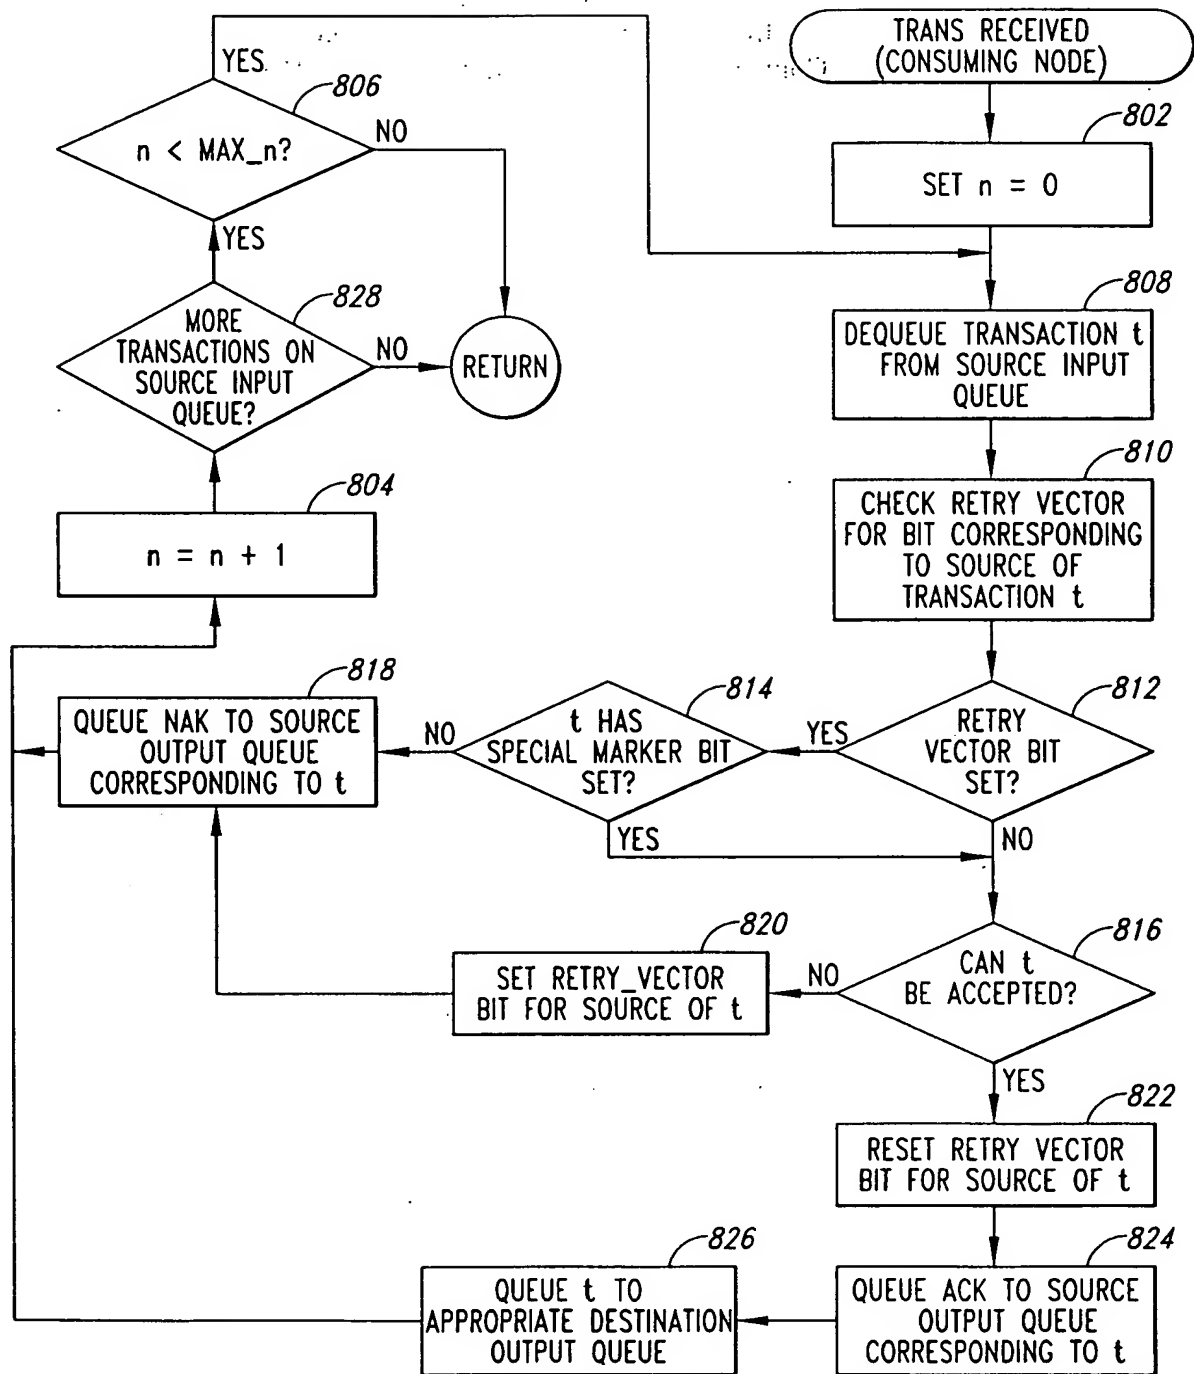 TRANS RECEIVED
(CONSUMING NODE)
802
SET n = 0
YES
806
n < MAX_n?
NO
YES
828
MORE
TRANSACTIONS ON
SOURCE INPUT
QUEUE?
NO
RETURN
808
DEQUEUE TRANSACTION t
FROM SOURCE INPUT
QUEUE
804
n = n + 1
810
CHECK RETRY VECTOR
FOR BIT CORRESPONDING
TO SOURCE OF
TRANSACTION t
818
QUEUE NAK TO SOURCE
OUTPUT QUEUE
CORRESPONDING TO t
NO
814
t HAS
SPECIAL MARKER BIT
SET?
YES
YES
812
RETRY
VECTOR BIT
SET?
NO
820
SET RETRY_VECTOR
BIT FOR SOURCE OF t
NO
816
CAN t
BE ACCEPTED?
YES
822
RESET RETRY VECTOR
BIT FOR SOURCE OF t
826
QUEUE t TO
APPROPRIATE DESTINATION
OUTPUT QUEUE
824
QUEUE ACK TO SOURCE
OUTPUT QUEUE
CORRESPONDING TO t